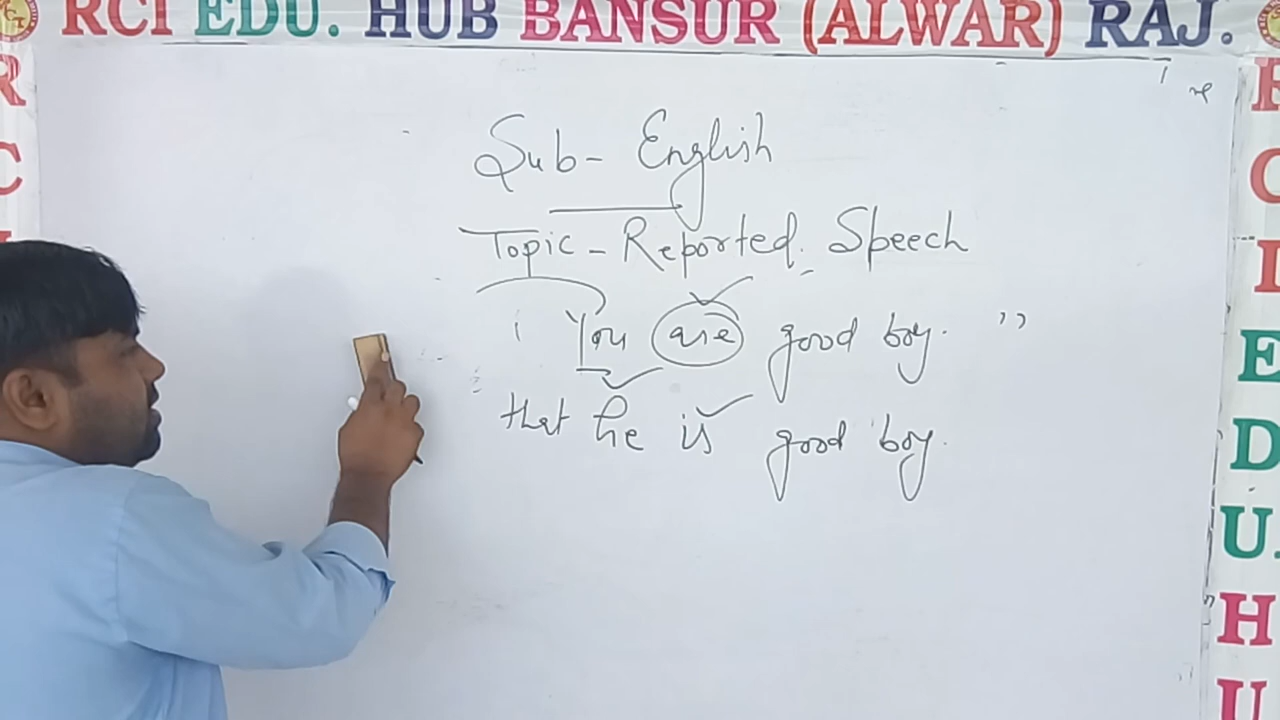 RCI EDU. HUB BANSUR (ALWAR) RAJ.
Sub- English
Topic - Reported Speech
" You are good boy. "
that he is good boy.
R
C
I
R
C
I
E
D
U.
H
U